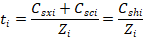 t_i = (C_sxi + C_sci) / Z_i = C_shi / Z_i